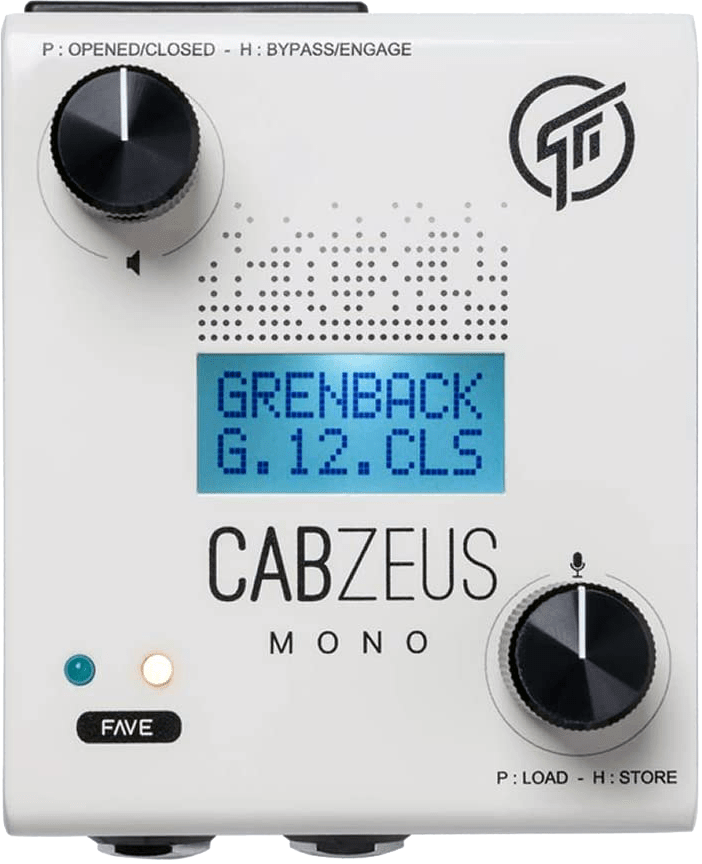 P : OPENED/CLOSED - H : BYPASS/ENGAGE
GRENBACK
G.12.CLS
CABZEUS
MONO
FAVE
P : LOAD - H : STORE